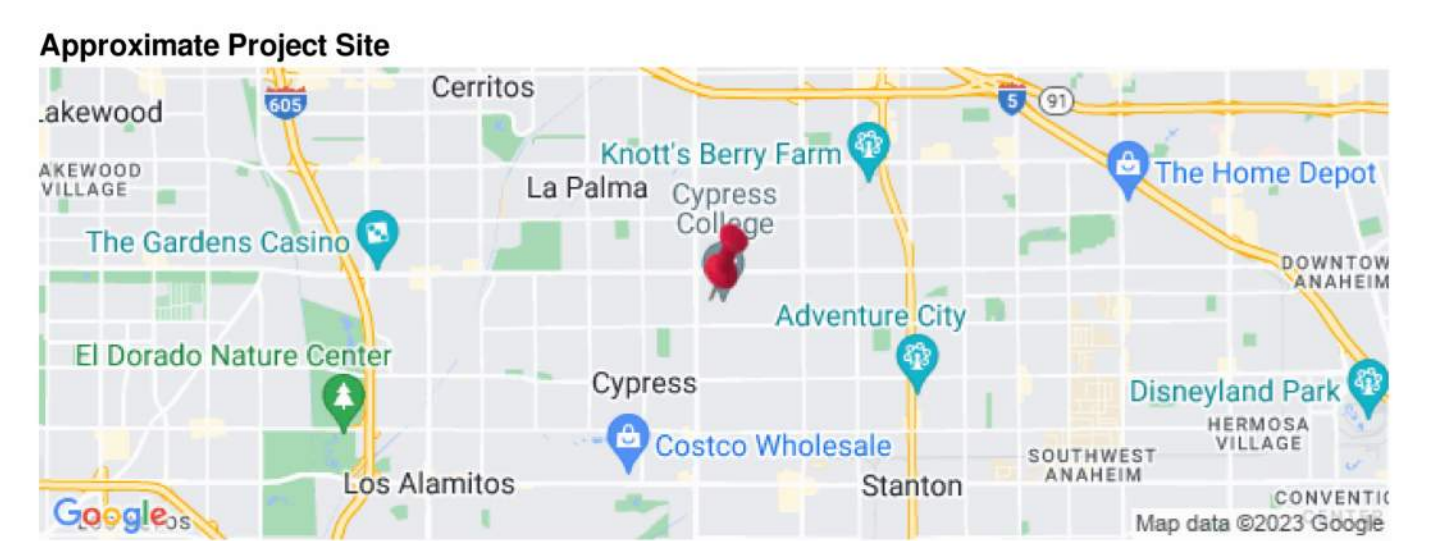 Approximate Project Site
Cerritos
605
5
91
akewood
Knott's Berry Farm
AKEWOOD
VILLAGE
La Palma
Cypress
College
The Home Depot
The Gardens Casino
DOWNTOW
ANAHEIM
Adventure City
El Dorado Nature Center
Cypress
Disneyland Park
HERMOSA
VILLAGE
Costco Wholesale
SOUTHWEST
ANAHEIM
Los Alamitos
Stanton
CONVENTIC
CENTER
Google
Map data ©2023 Google